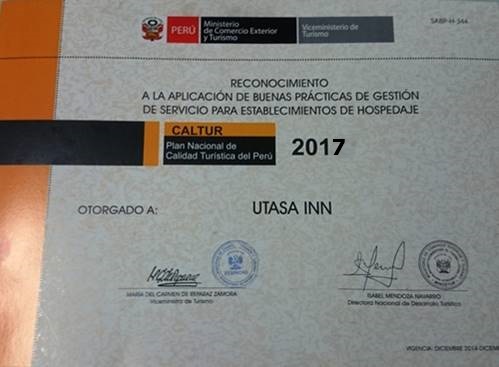 PERÚ
Ministerio
de Comercio Exterior
y Turismo
Viceministerio de
Turismo
SABP-H-344
RECONOCIMIENTO
A LA APLICACIÓN DE BUENAS PRÁCTICAS DE GESTIÓN
DE SERVICIO PARA ESTABLECIMIENTOS DE HOSPEDAJE
CALTUR
Plan Nacional de
Calidad Turística del Perú
2017
OTORGADO A:
UTASA INN
MARÍA DEL CARMEN DE REPARAZ ZAMORA
Viceministra de Turismo
ISABEL MENDOZA NAVARRO
Directora Nacional de Desarrollo Turístico
VIGENCIA: DICIEMBRE 2014-DICIEM